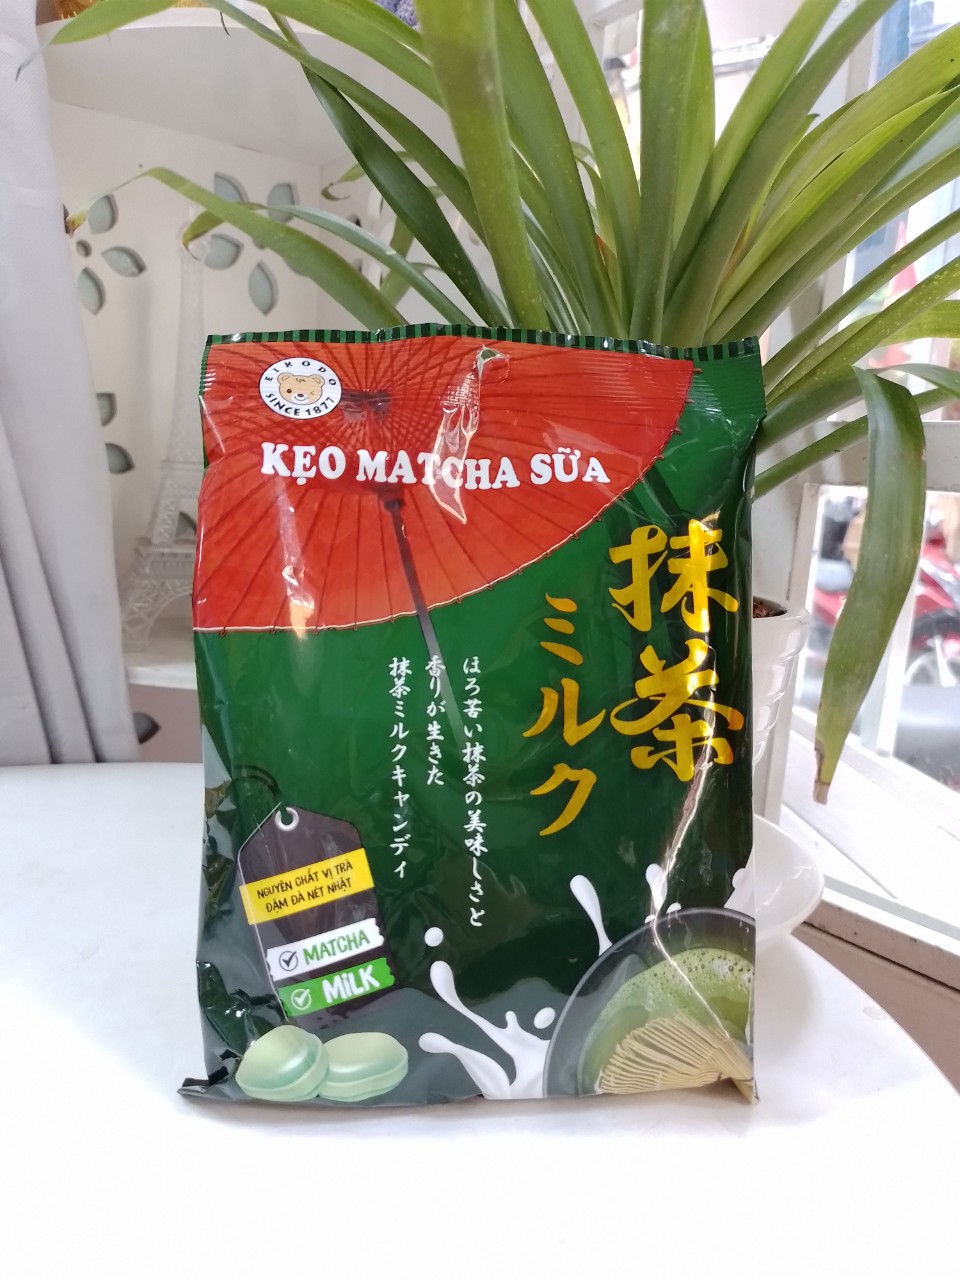 EIKODO
SINCE 1877
KẸO MATCHA SỮA
抹茶
ミルク
ほろ苦い抹茶の美味しさと
香りが生きた
抹茶ミルクキャンディ
NGUYÊN CHẤT VỊ TRÀ
ĐẬM ĐÀ NÉT NHẬT
MATCHA
MiLK